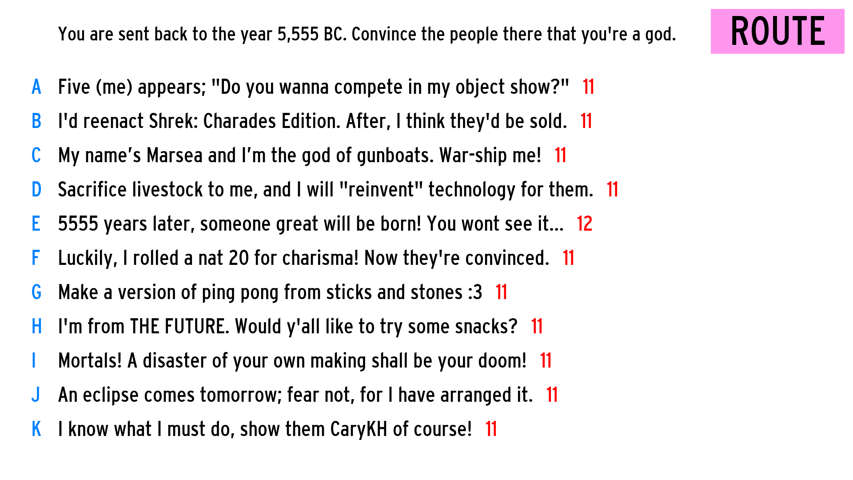 You are sent back to the year 5,555 BC. Convince the people there that you're a god.
ROUTE
A Five (me) appears; "Do you wanna compete in my object show?" 11
B I'd reenact Shrek: Charades Edition. After, I think they'd be sold. 11
C My name’s Marsea and I’m the god of gunboats. War-ship me! 11
D Sacrifice livestock to me, and I will "reinvent" technology for them. 11
E 5555 years later, someone great will be born! You wont see it... 12
F Luckily, I rolled a nat 20 for charisma! Now they're convinced. 11
G Make a version of ping pong from sticks and stones :3 11
H I'm from THE FUTURE. Would y'all like to try some snacks? 11
I Mortals! A disaster of your own making shall be your doom! 11
J An eclipse comes tomorrow; fear not, for I have arranged it. 11
K I know what I must do, show them CaryKH of course! 11